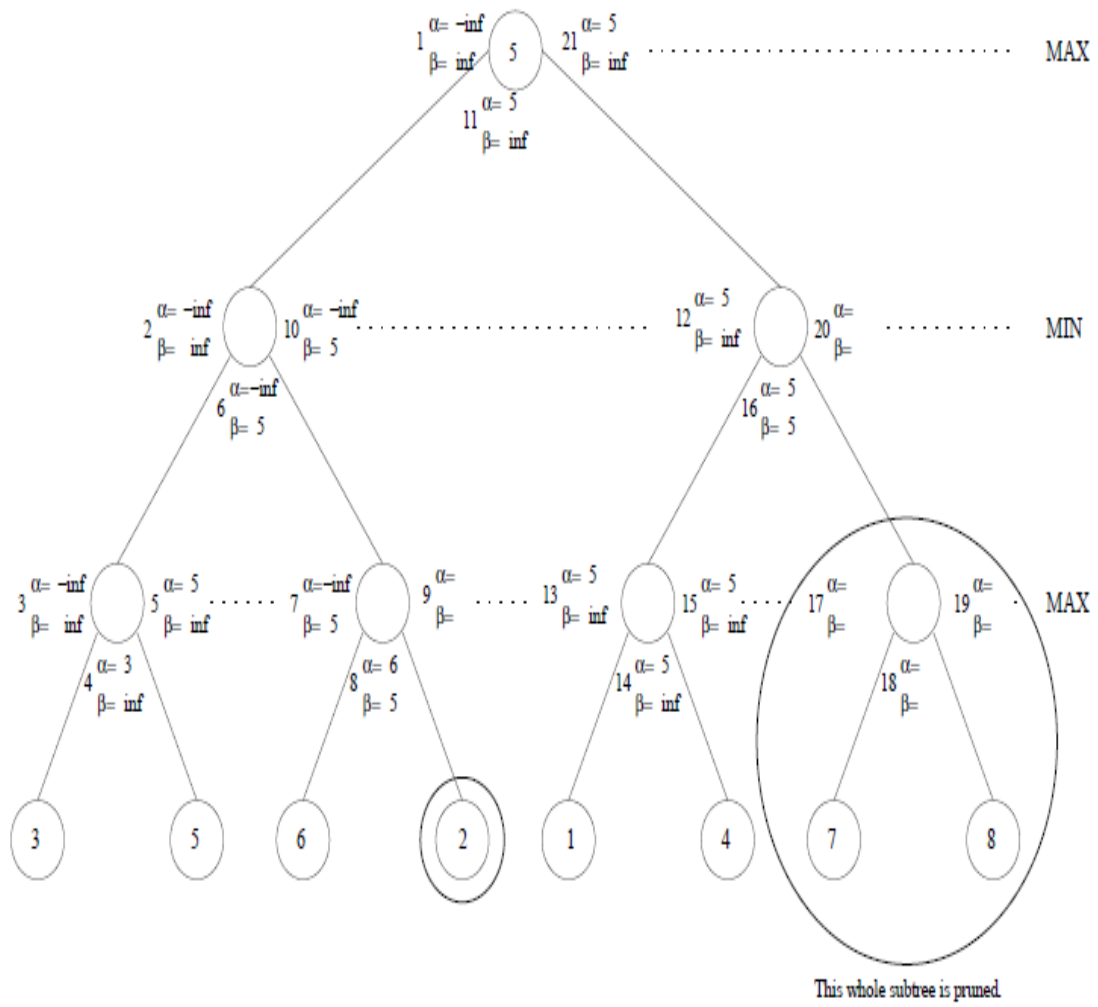 1 α= −inf β= inf
5
21 α= 5 β= inf
MAX
11 α= 5 β= inf
2 α= −inf β= inf
10 α= −inf β= 5
12 α= 5 β= inf
20 α= β=
MIN
6 α=−inf β= 5
16 α= 5 β= 5
3 α= −inf β= inf
5 α= 5 β= inf
7 α=−inf β= 5
9 α= β=
13 α= 5 β= inf
15 α= 5 β= inf
17 α= β=
19 α= β=
MAX
4 α= 3 β= inf
8 α= 6 β= 5
14 α= 5 β= inf
18 α= β=
3
5
6
2
1
4
7
8
This whole subtree is pruned.